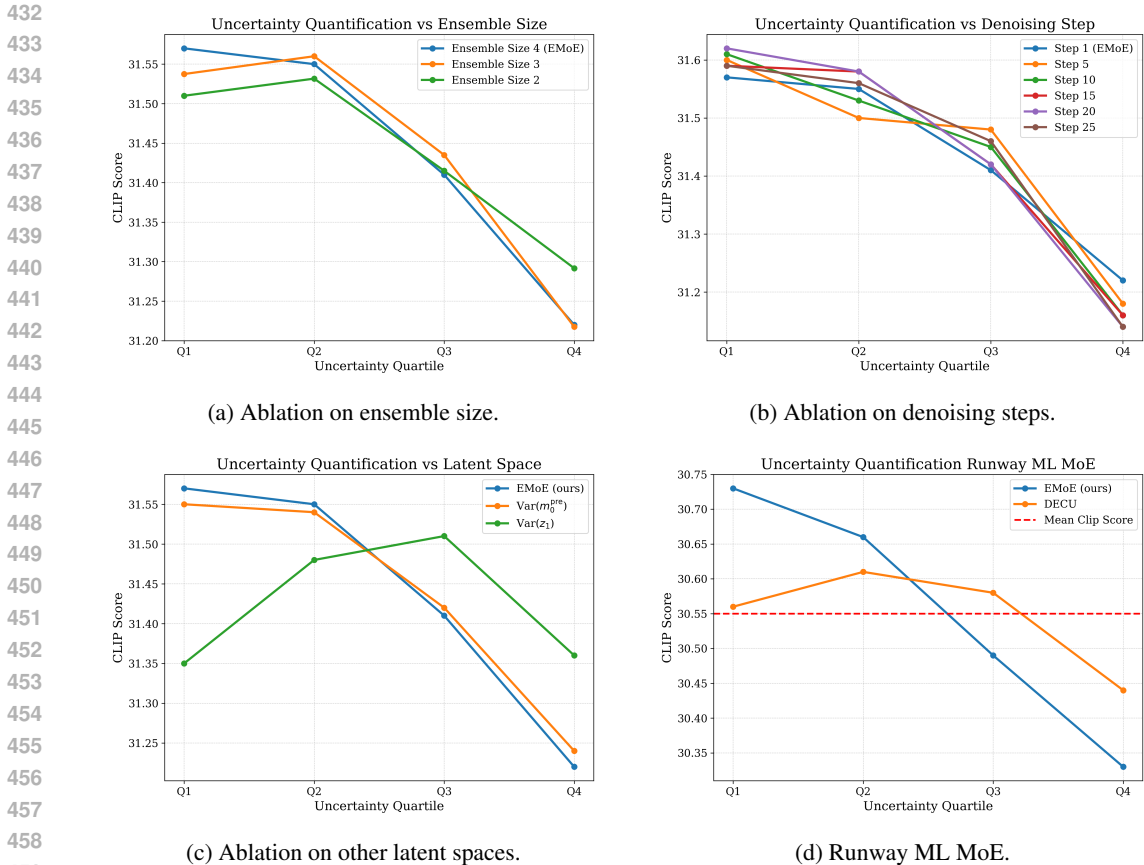 432
433
434
435
436
437
438
439
440
441
442
443
444
445
446
447
448
449
450
451
452
453
454
455
456
457
458
Uncertainty Quantification vs Ensemble Size
CLIP Score
31.55
31.50
31.45
31.40
31.35
31.30
31.25
31.20
Ensemble Size 4 (EMoE)
Ensemble Size 3
Ensemble Size 2
Q1 Q2 Q3 Q4
Uncertainty Quartile
(a) Ablation on ensemble size.
Uncertainty Quantification vs Denoising Step
CLIP Score
31.6
31.5
31.4
31.3
31.2
Step 1 (EMoE)
Step 5
Step 10
Step 15
Step 20
Step 25
Q1 Q2 Q3 Q4
Uncertainty Quartile
(b) Ablation on denoising steps.
Uncertainty Quantification vs Latent Space
CLIP Score
31.55
31.50
31.45
31.40
31.35
31.30
31.25
EMoE (ours)
Var(m₀ᵖʳᵉ)
Var(z₁)
Q1 Q2 Q3 Q4
Uncertainty Quartile
(c) Ablation on other latent spaces.
Uncertainty Quantification Runway ML MoE
CLIP Score
30.75
30.70
30.65
30.60
30.55
30.50
30.45
30.40
30.35
EMoE (ours)
DECU
Mean Clip Score
Q1 Q2 Q3 Q4
Uncertainty Quartile
(d) Runway ML MoE.